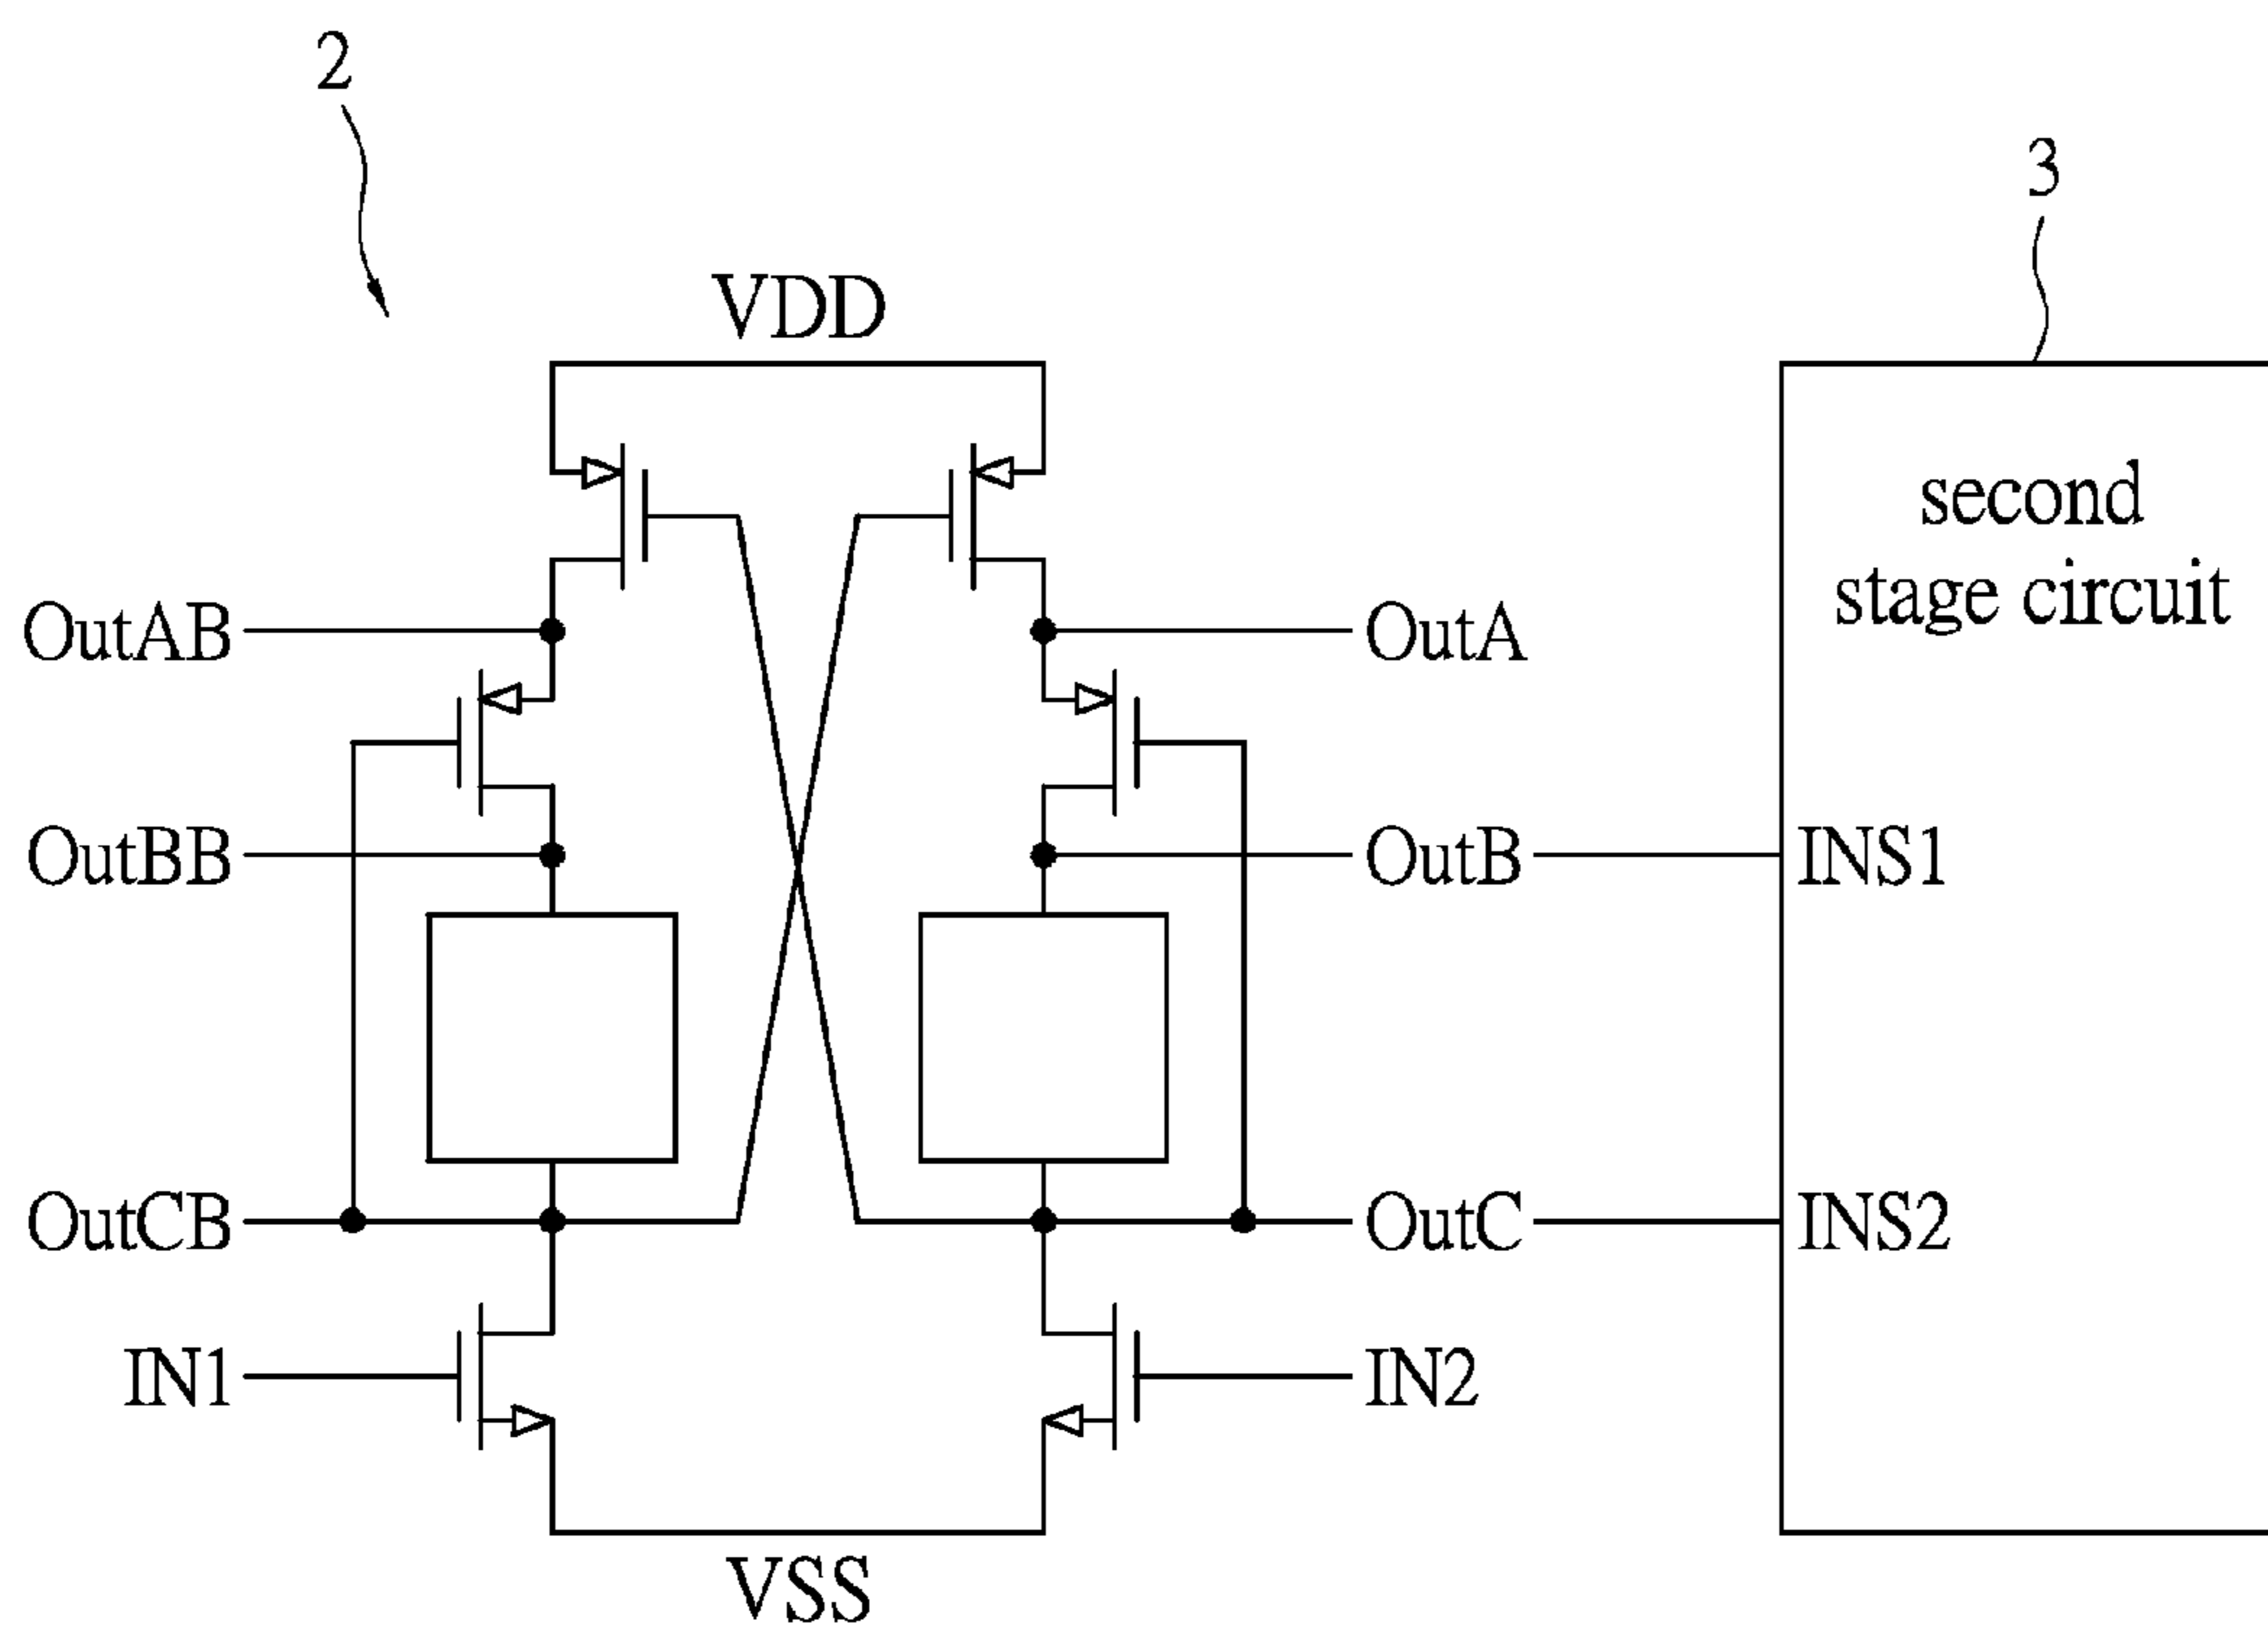 2
3
VDD
second
stage circuit
OutAB
OutA
OutBB
OutB
INS1
OutCB
OutC
INS2
IN1
IN2
VSS